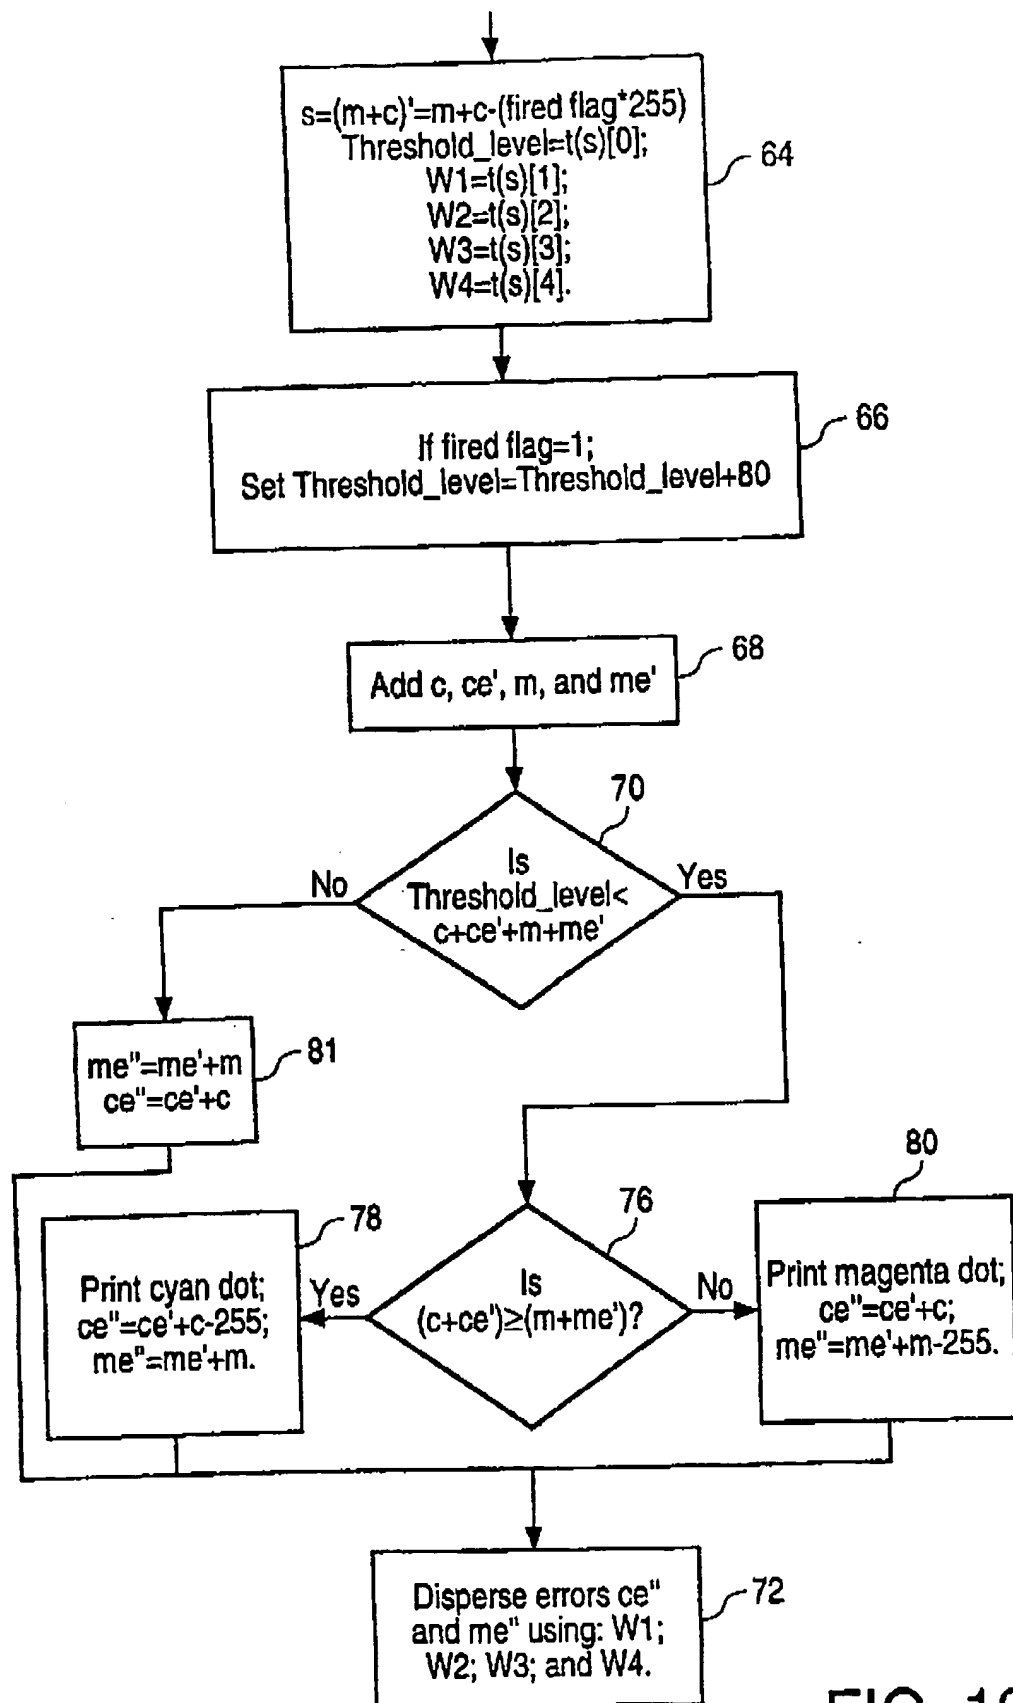 s=(m+c)'=m+c-(fired flag*255)
Threshold_level=t(s)[0];
W1=t(s)[1];
W2=t(s)[2];
W3=t(s)[3];
W4=t(s)[4].
64
If fired flag=1;
Set Threshold_level=Threshold_level+80
66
Add c, ce', m, and me'
68
70
Is
Threshold_level<
c+ce'+m+me'
No
Yes
me"=me'+m
ce"=ce'+c
81
80
76
78
Print cyan dot;
ce"=ce'+c-255;
me"=me'+m.
Yes
Is
(c+ce')≥(m+me')?
No
Print magenta dot;
ce"=ce'+c;
me"=me'+m-255.
Disperse errors ce"
and me" using: W1;
W2; W3; and W4.
72